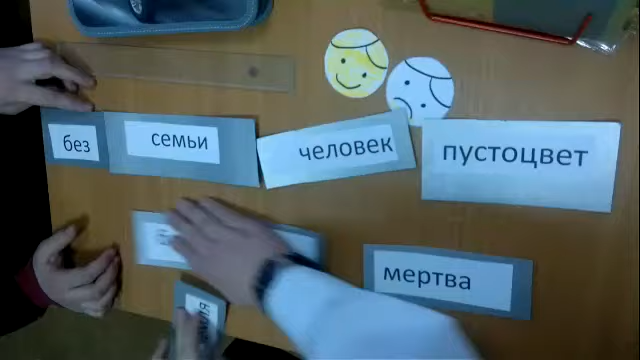 без семьи человек пустоцвет
мертва